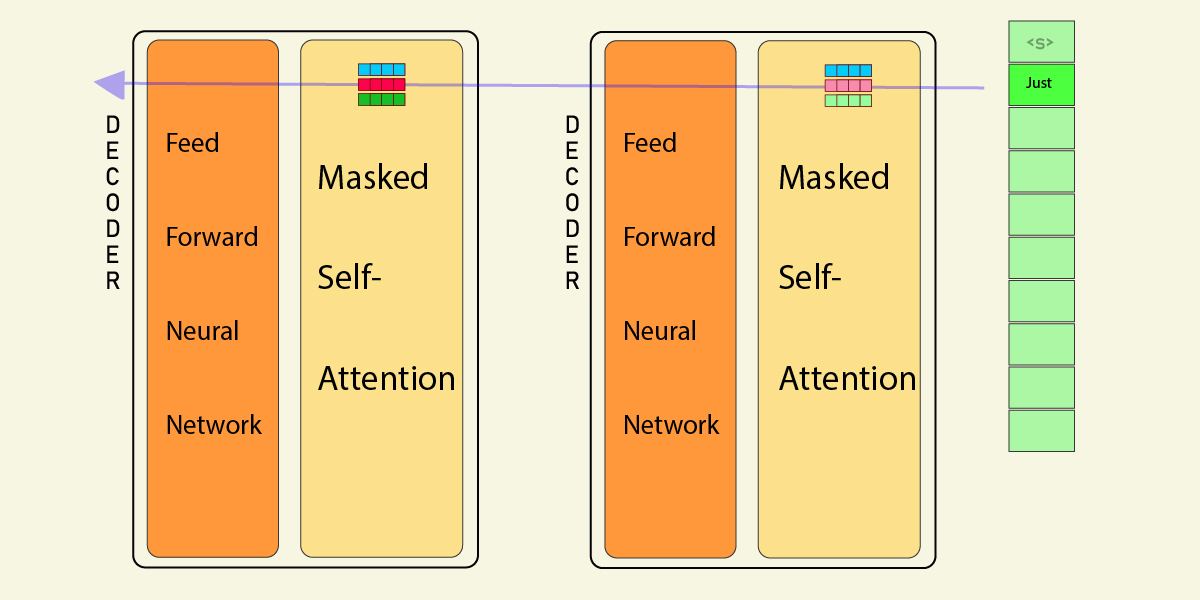 DECODER
Feed
Forward
Neural
Network
Masked
Self-
Attention
DECODER
Feed
Forward
Neural
Network
Masked
Self-
Attention
<s>
Just